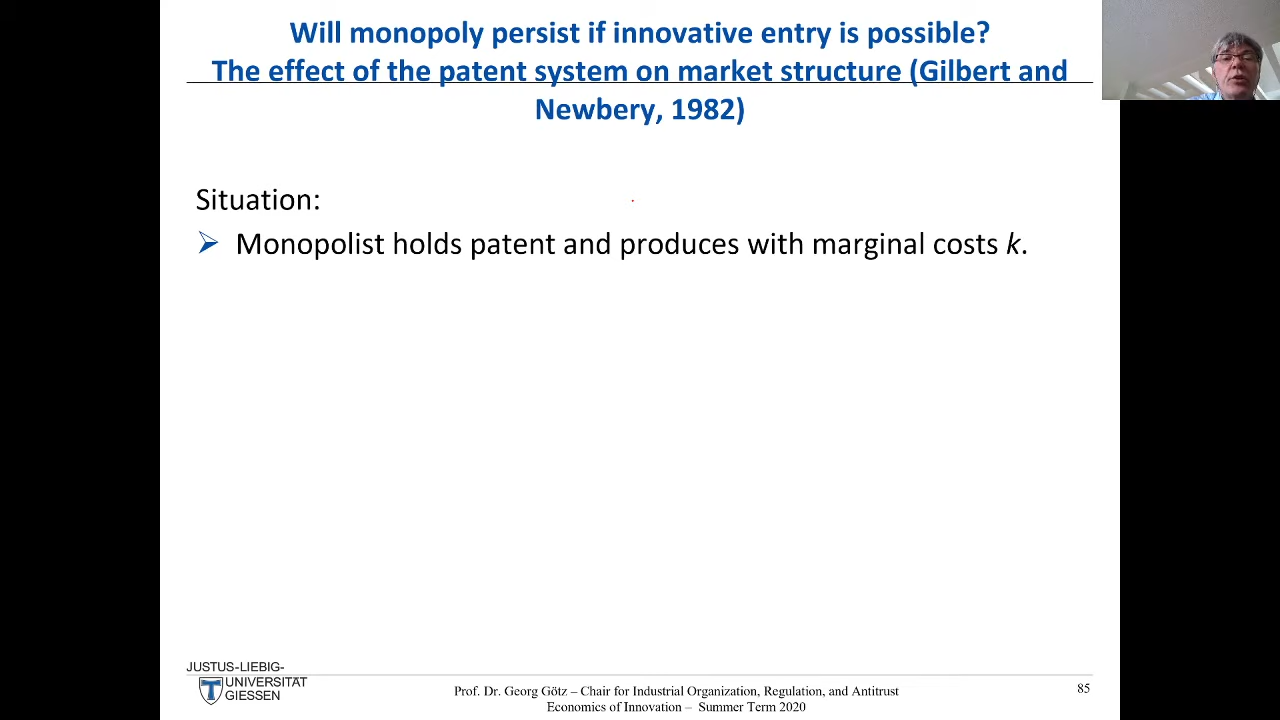 Will monopoly persist if innovative entry is possible?
The effect of the patent system on market structure (Gilbert and
Newbery, 1982)
Situation:
Monopolist holds patent and produces with marginal costs k.
JUSTUS-LIEBIG-
UNIVERSITÄT
GIESSEN
Prof. Dr. Georg Götz – Chair for Industrial Organization, Regulation, and Antitrust
Economics of Innovation – Summer Term 2020
85